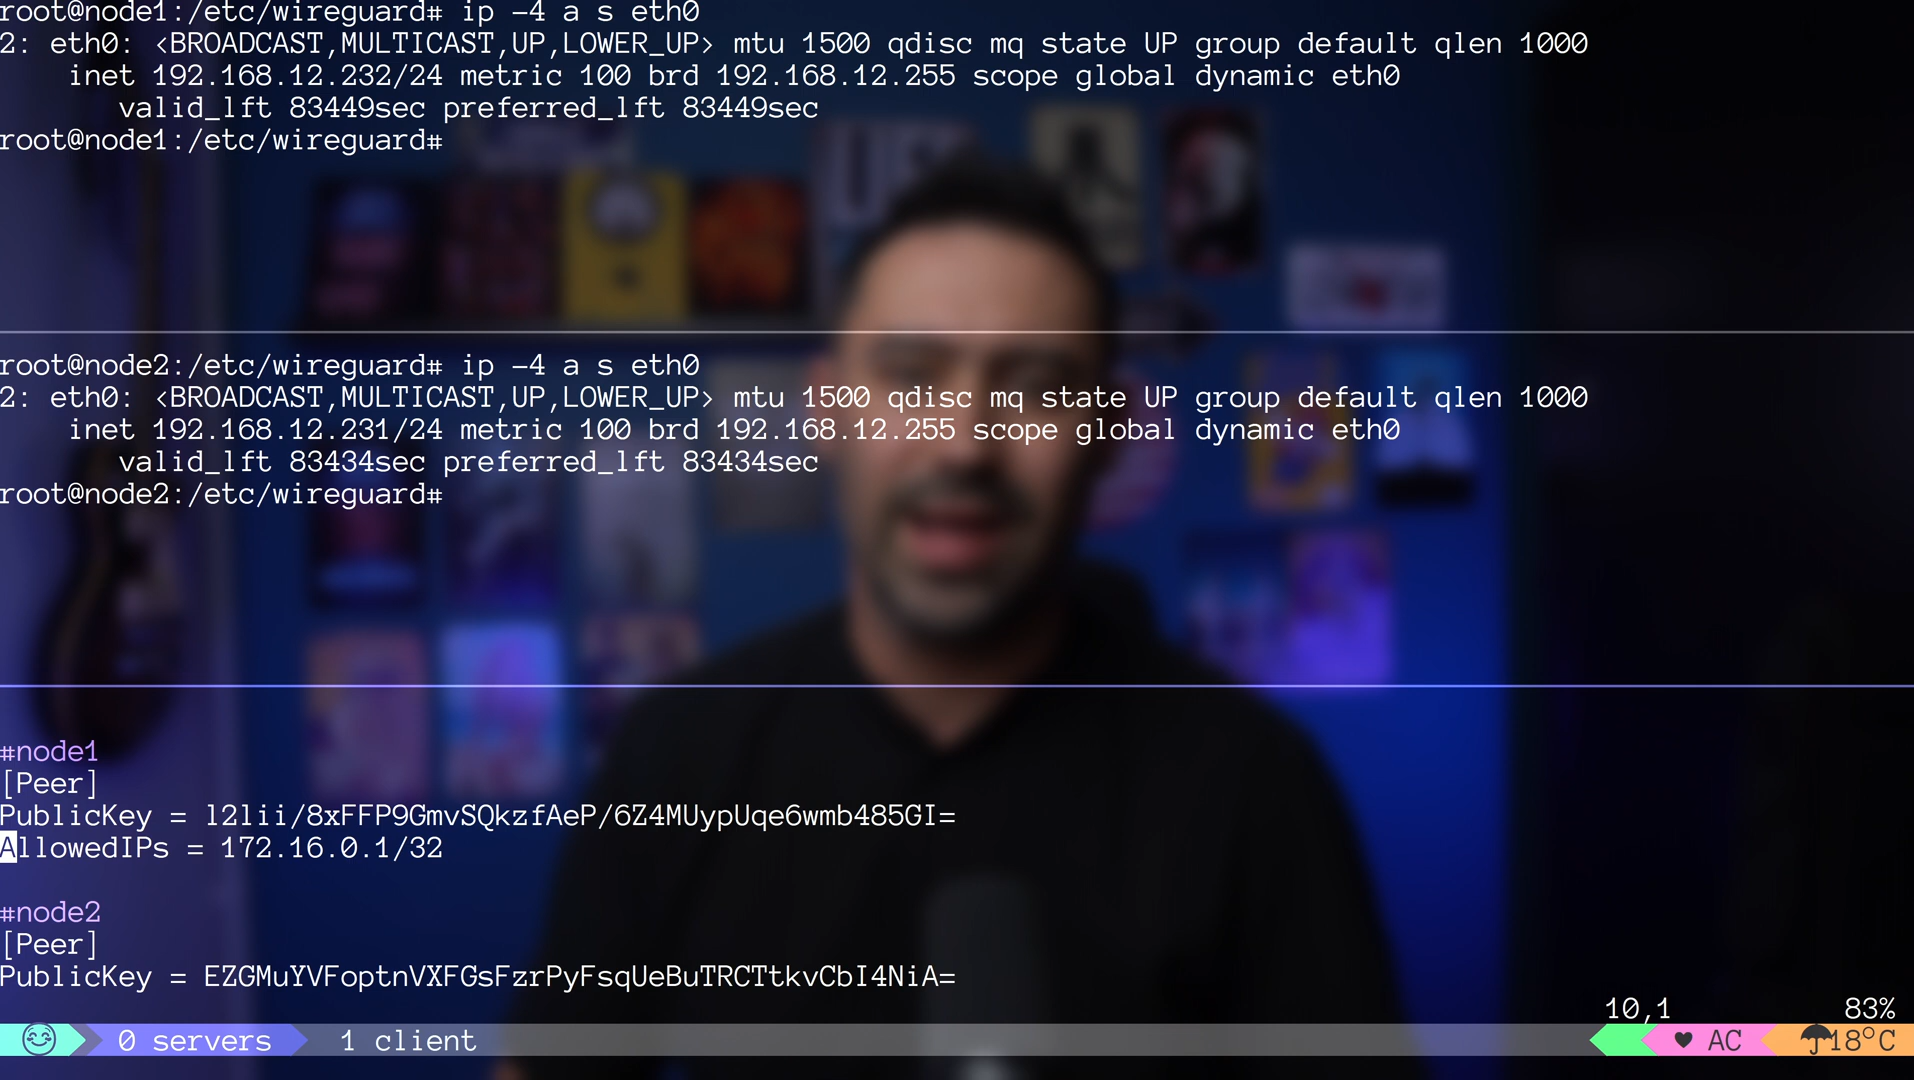 root@node1:/etc/wireguard# ip -4 a s eth0
2: eth0: <BROADCAST,MULTICAST,UP,LOWER_UP> mtu 1500 qdisc mq state UP group default qlen 1000
    inet 192.168.12.232/24 metric 100 brd 192.168.12.255 scope global dynamic eth0
       valid_lft 83449sec preferred_lft 83449sec
root@node1:/etc/wireguard#
root@node2:/etc/wireguard# ip -4 a s eth0
2: eth0: <BROADCAST,MULTICAST,UP,LOWER_UP> mtu 1500 qdisc mq state UP group default qlen 1000
    inet 192.168.12.231/24 metric 100 brd 192.168.12.255 scope global dynamic eth0
       valid_lft 83434sec preferred_lft 83434sec
root@node2:/etc/wireguard#
#node1
[Peer]
PublicKey = l2lii/8xFFP9GmvSQkzfAeP/6Z4MUypUqe6wmb485GI=
AllowedIPs = 172.16.0.1/32
#node2
[Peer]
PublicKey = EZGMuYVFoptnVXFGsFzrPyFsqUeBuTRCTtkvCbI4NiA=
10,1 83%
0 servers 1 client ♥ AC 18°C